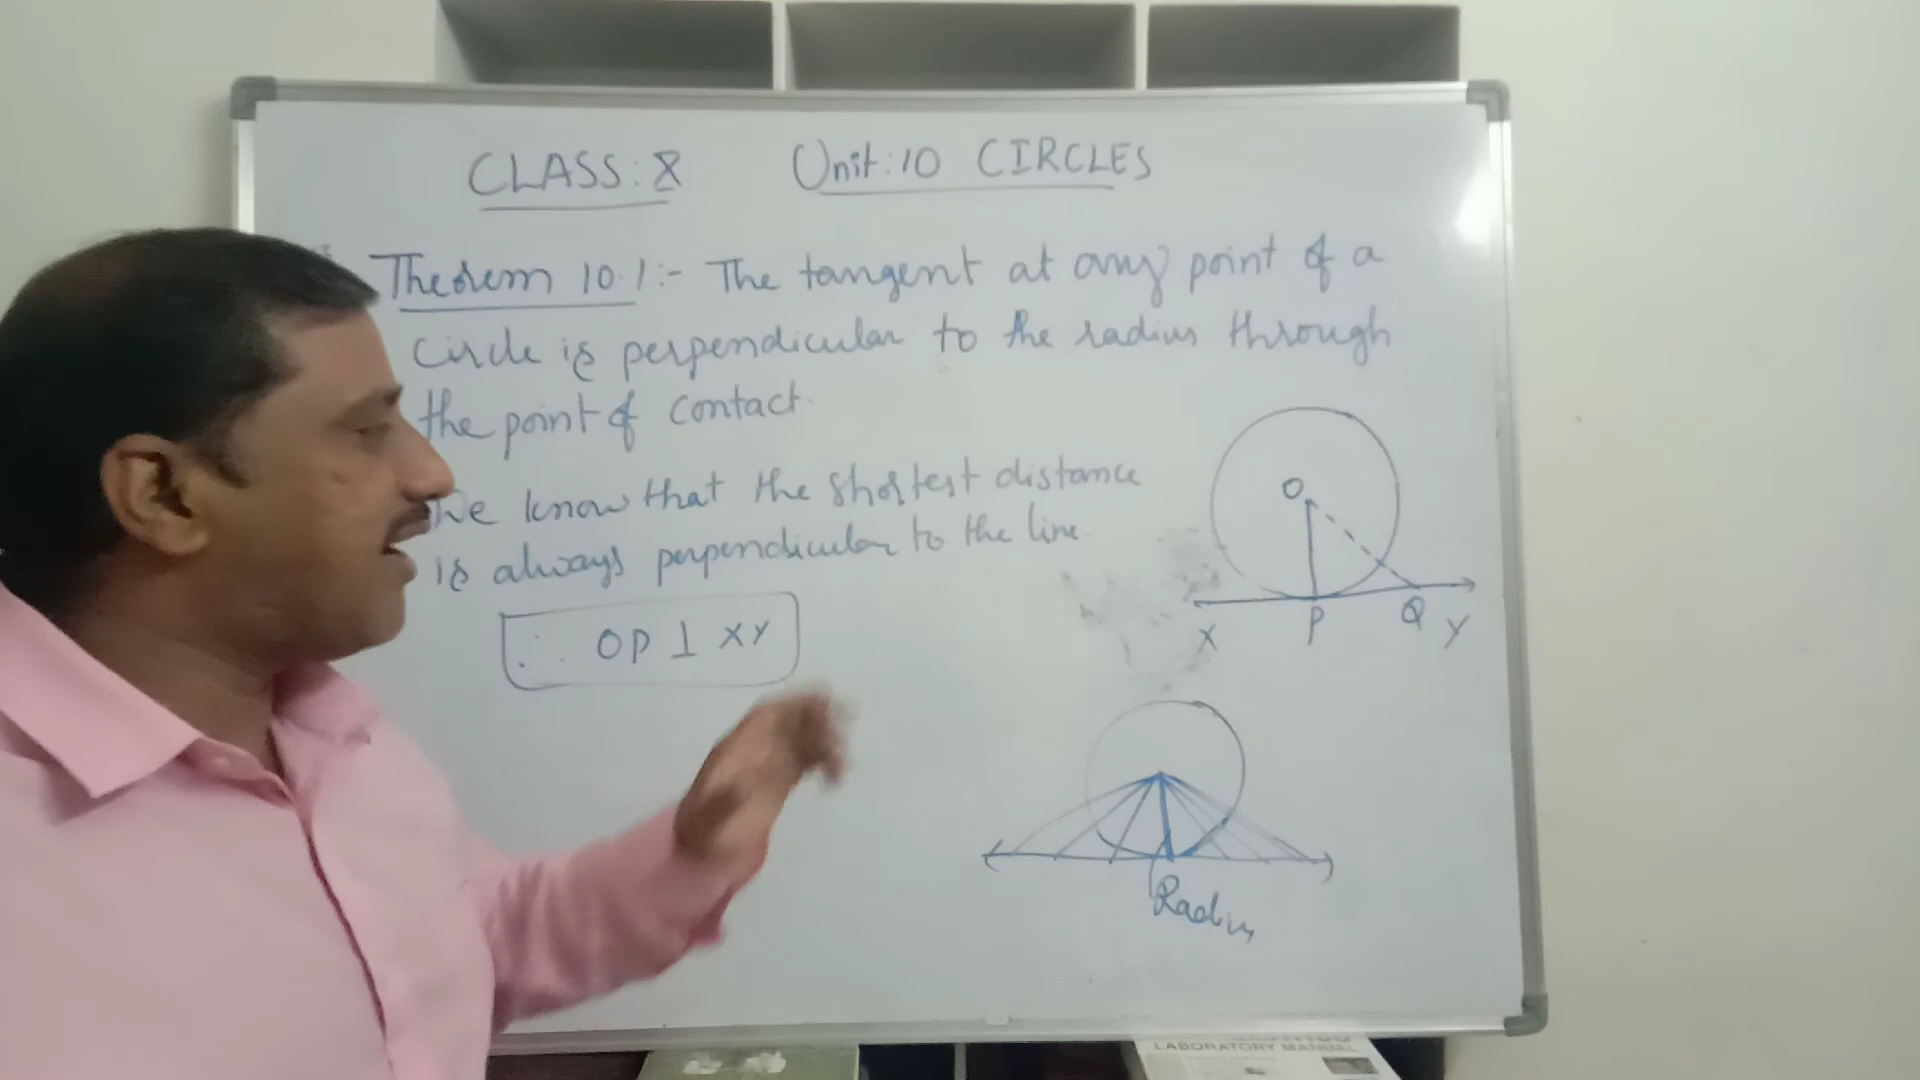 CLASS: X Unit: 10 CIRCLES
Theorem 10.1:- The tangent at any point of a
circle is perpendicular to the radius through
the point of contact.
We know that the shortest distance
is always perpendicular to the line.
∴ OP ⊥ XY
O
X P Q Y
Radius
LABORATORY MANUAL